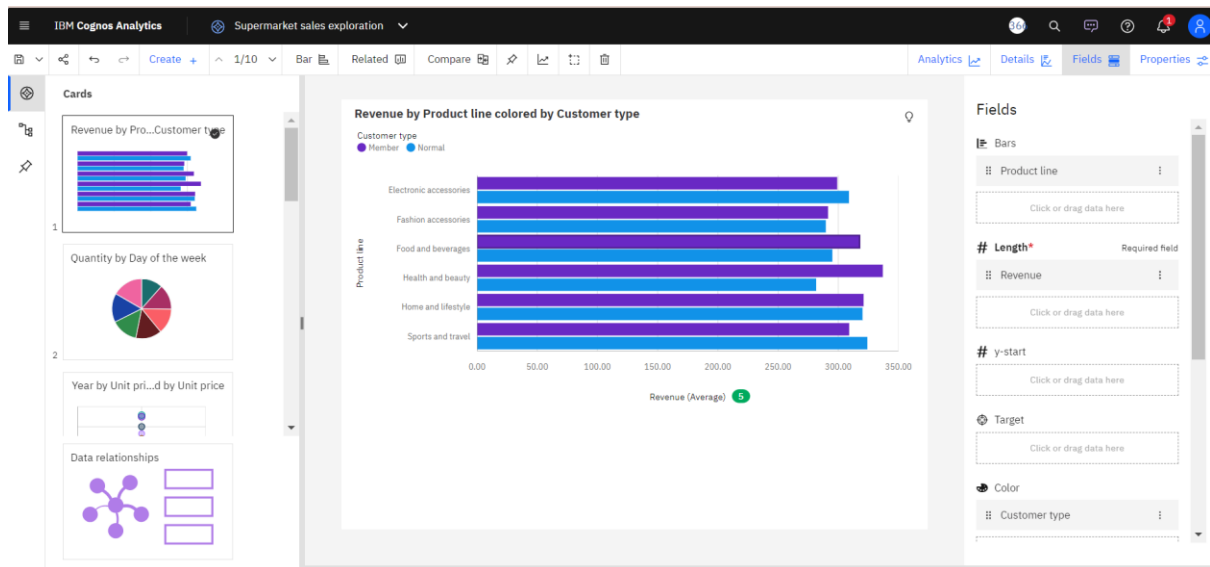 IBM Cognos Analytics
Supermarket sales exploration
1
Create +
1/10
Bar
Related
Compare
Analytics
Details
Fields
Properties
Cards
Revenue by Pro...Customer type
1
Quantity by Day of the week
2
Year by Unit pri...d by Unit price
Data relationships
Revenue by Product line colored by Customer type
Customer type
Member Normal
Product line
Electronic accessories
Fashion accessories
Food and beverages
Health and beauty
Home and lifestyle
Sports and travel
0.00 50.00 100.00 150.00 200.00 250.00 300.00 350.00
Revenue (Average) 5
Fields
Bars
Product line
Click or drag data here
# Length* Required field
Revenue
Click or drag data here
# y-start
Click or drag data here
Target
Click or drag data here
Color
Customer type